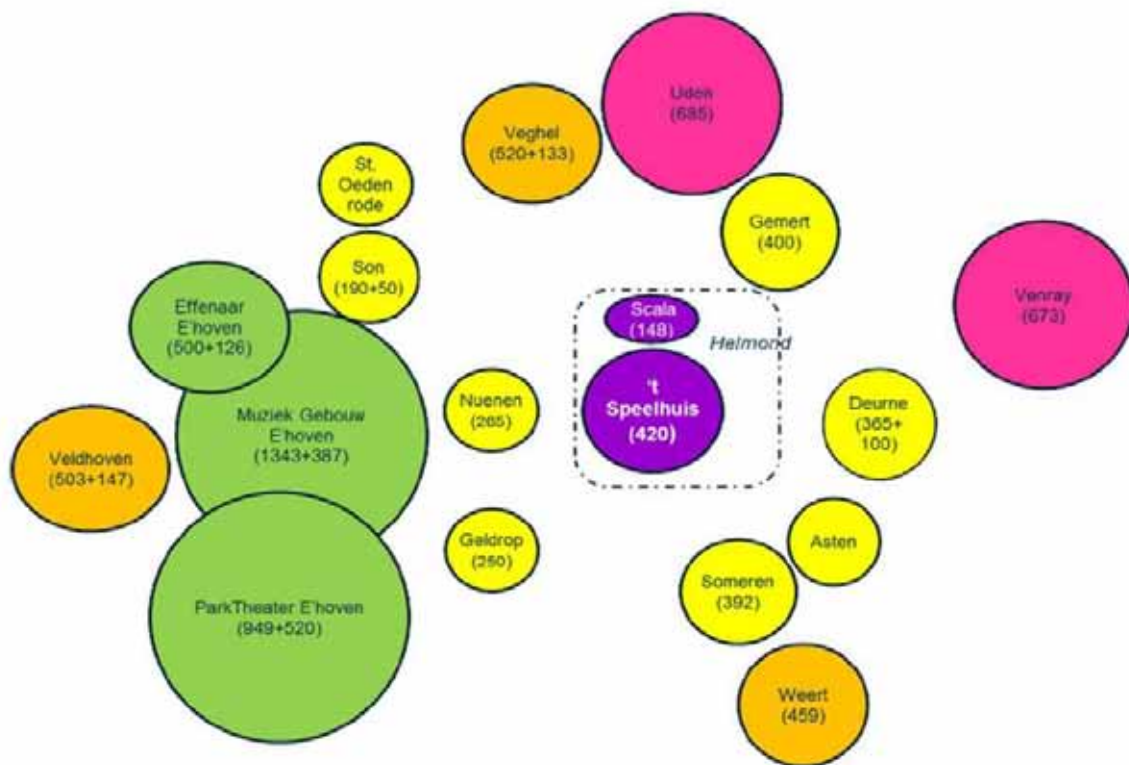 Uden
(685)
Veghel
(520+133)
St.
Oeden
rode
Gemert
(400)
Son
(190+50)
Venray
(673)
Effenaar
E'hoven
(500+126)
Scala
(148)
Helmond
't
Speelhuis
(420)
Nuenen
(265)
Deurne
(365+
100)
Muziek Gebouw
E'hoven
(1343+387)
Veldhoven
(503+147)
Geldrop
(250)
Asten
Someren
(392)
ParkTheater E'hoven
(949+520)
Weert
(459)